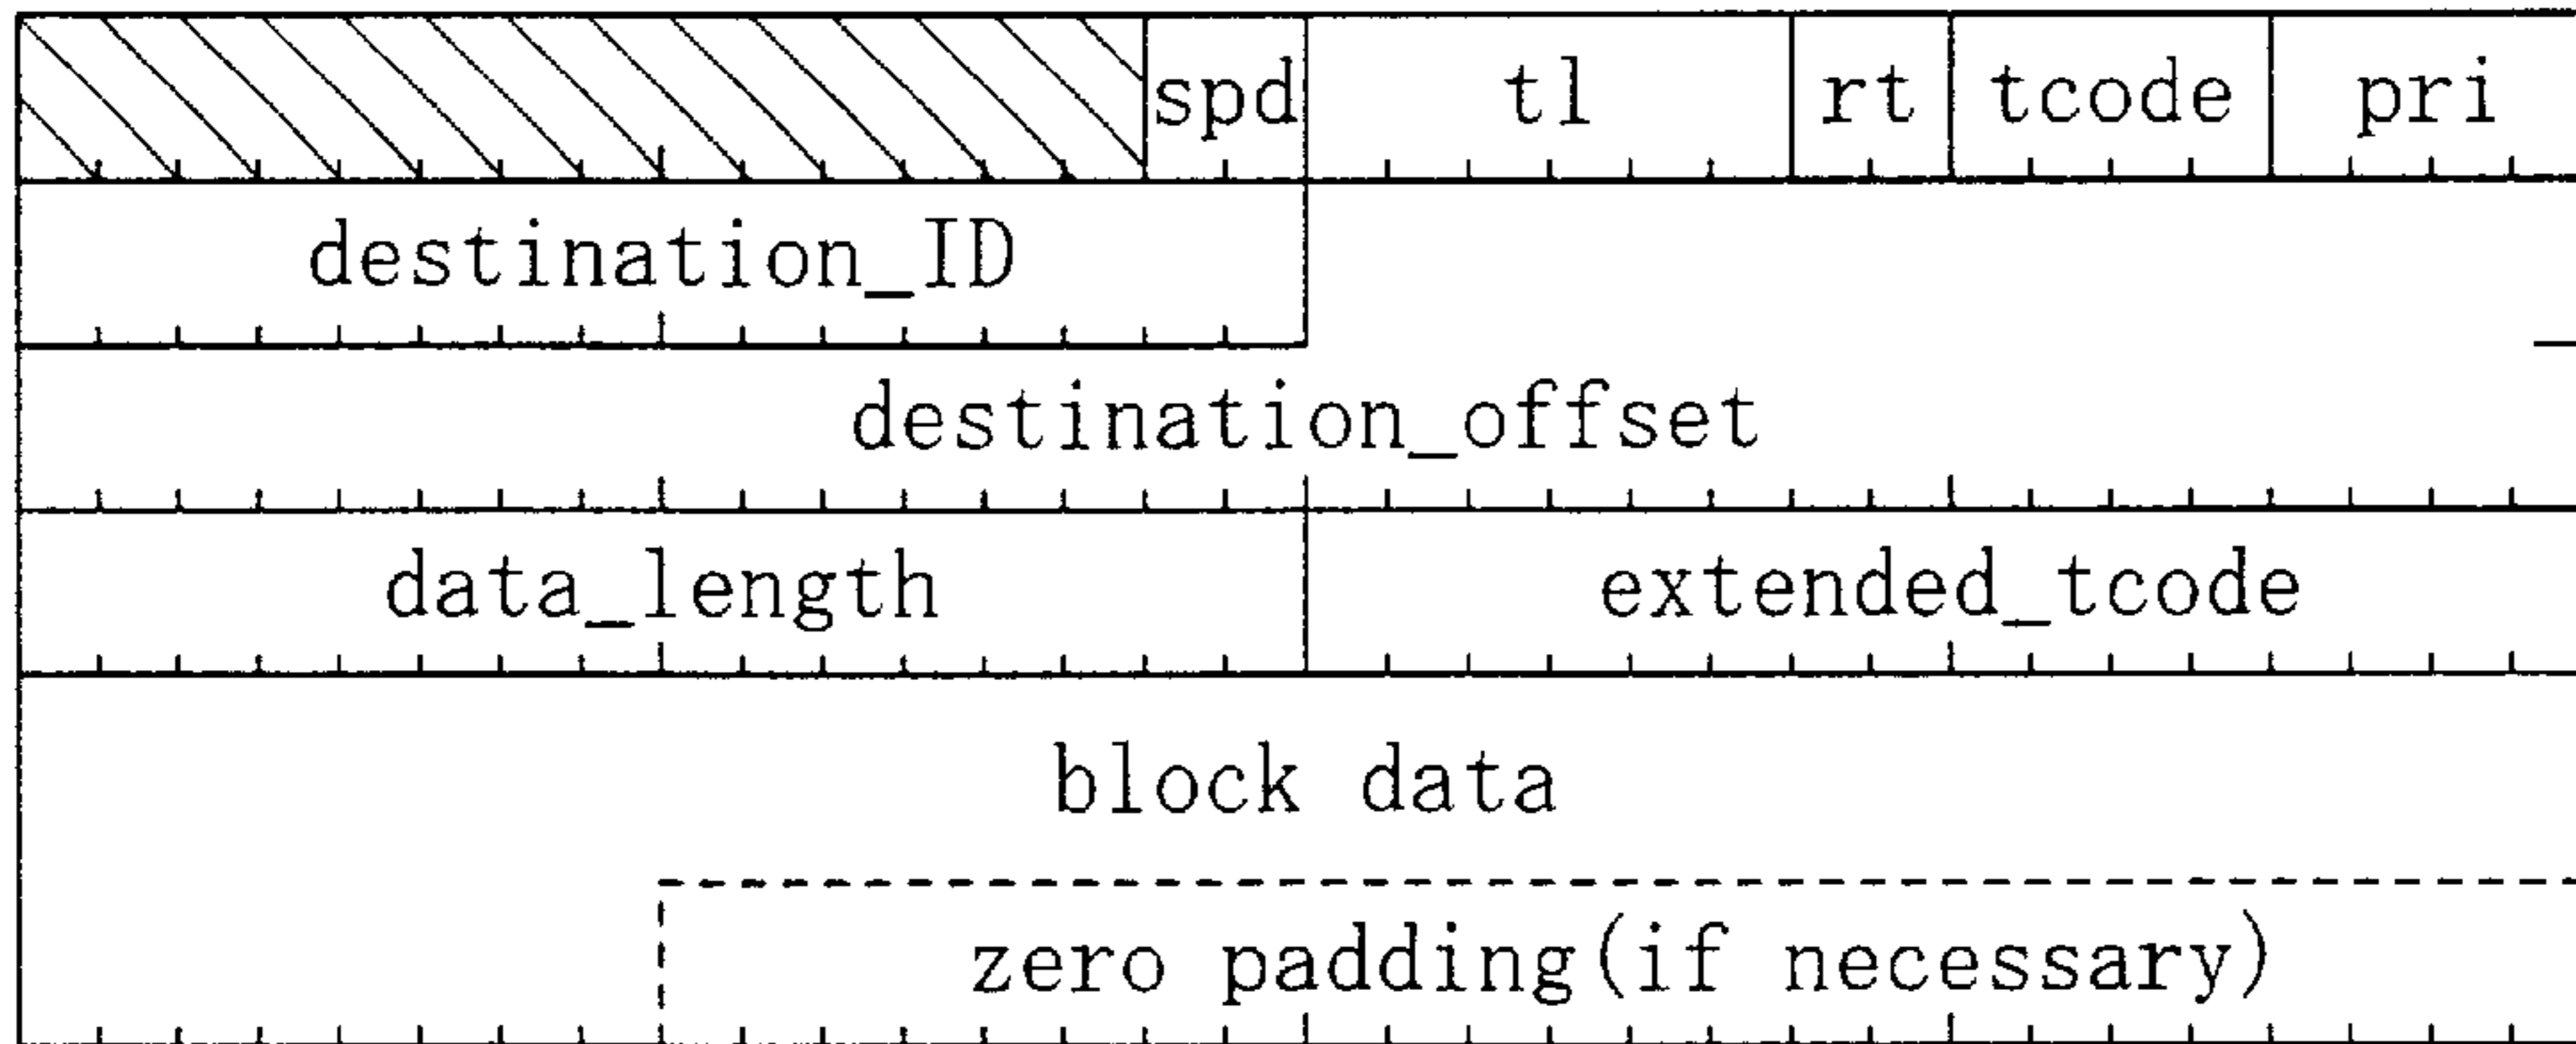 spd tl rt tcode pri
destination_ID
destination_offset
data_length extended_tcode
block data
zero padding(if necessary)